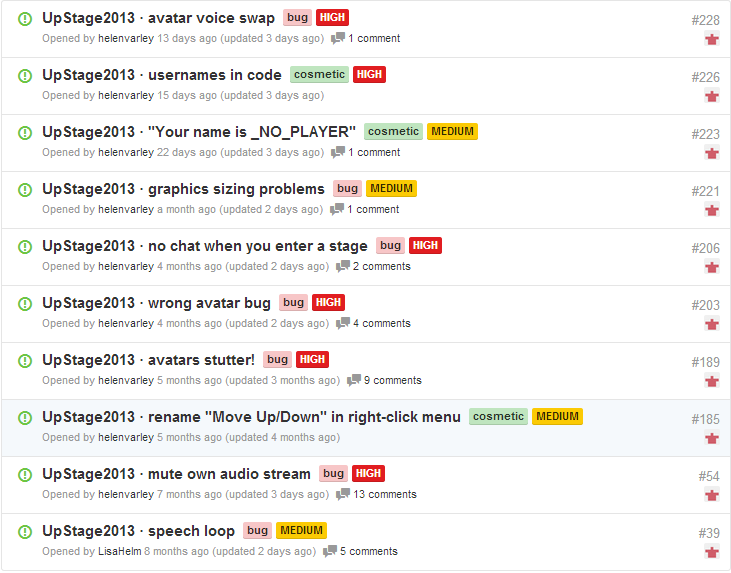 UpStage2013 · avatar voice swap bug HIGH #228
Opened by helenvarley 13 days ago (updated 3 days ago) 1 comment
UpStage2013 · usernames in code cosmetic HIGH #226
Opened by helenvarley 15 days ago (updated 3 days ago)
UpStage2013 · "Your name is _NO_PLAYER" cosmetic MEDIUM #223
Opened by helenvarley 22 days ago (updated 3 days ago) 1 comment
UpStage2013 · graphics sizing problems bug MEDIUM #221
Opened by helenvarley a month ago (updated 2 days ago) 1 comment
UpStage2013 · no chat when you enter a stage bug HIGH #206
Opened by helenvarley 4 months ago (updated 2 days ago) 2 comments
UpStage2013 · wrong avatar bug bug HIGH #203
Opened by helenvarley 4 months ago (updated 2 days ago) 4 comments
UpStage2013 · avatars stutter! bug HIGH #189
Opened by helenvarley 5 months ago (updated 3 months ago) 9 comments
UpStage2013 · rename "Move Up/Down" in right-click menu cosmetic MEDIUM #185
Opened by helenvarley 5 months ago (updated 4 months ago)
UpStage2013 · mute own audio stream bug HIGH #54
Opened by helenvarley 7 months ago (updated 3 days ago) 13 comments
UpStage2013 · speech loop bug MEDIUM #39
Opened by LisaHelm 8 months ago (updated 2 days ago) 5 comments